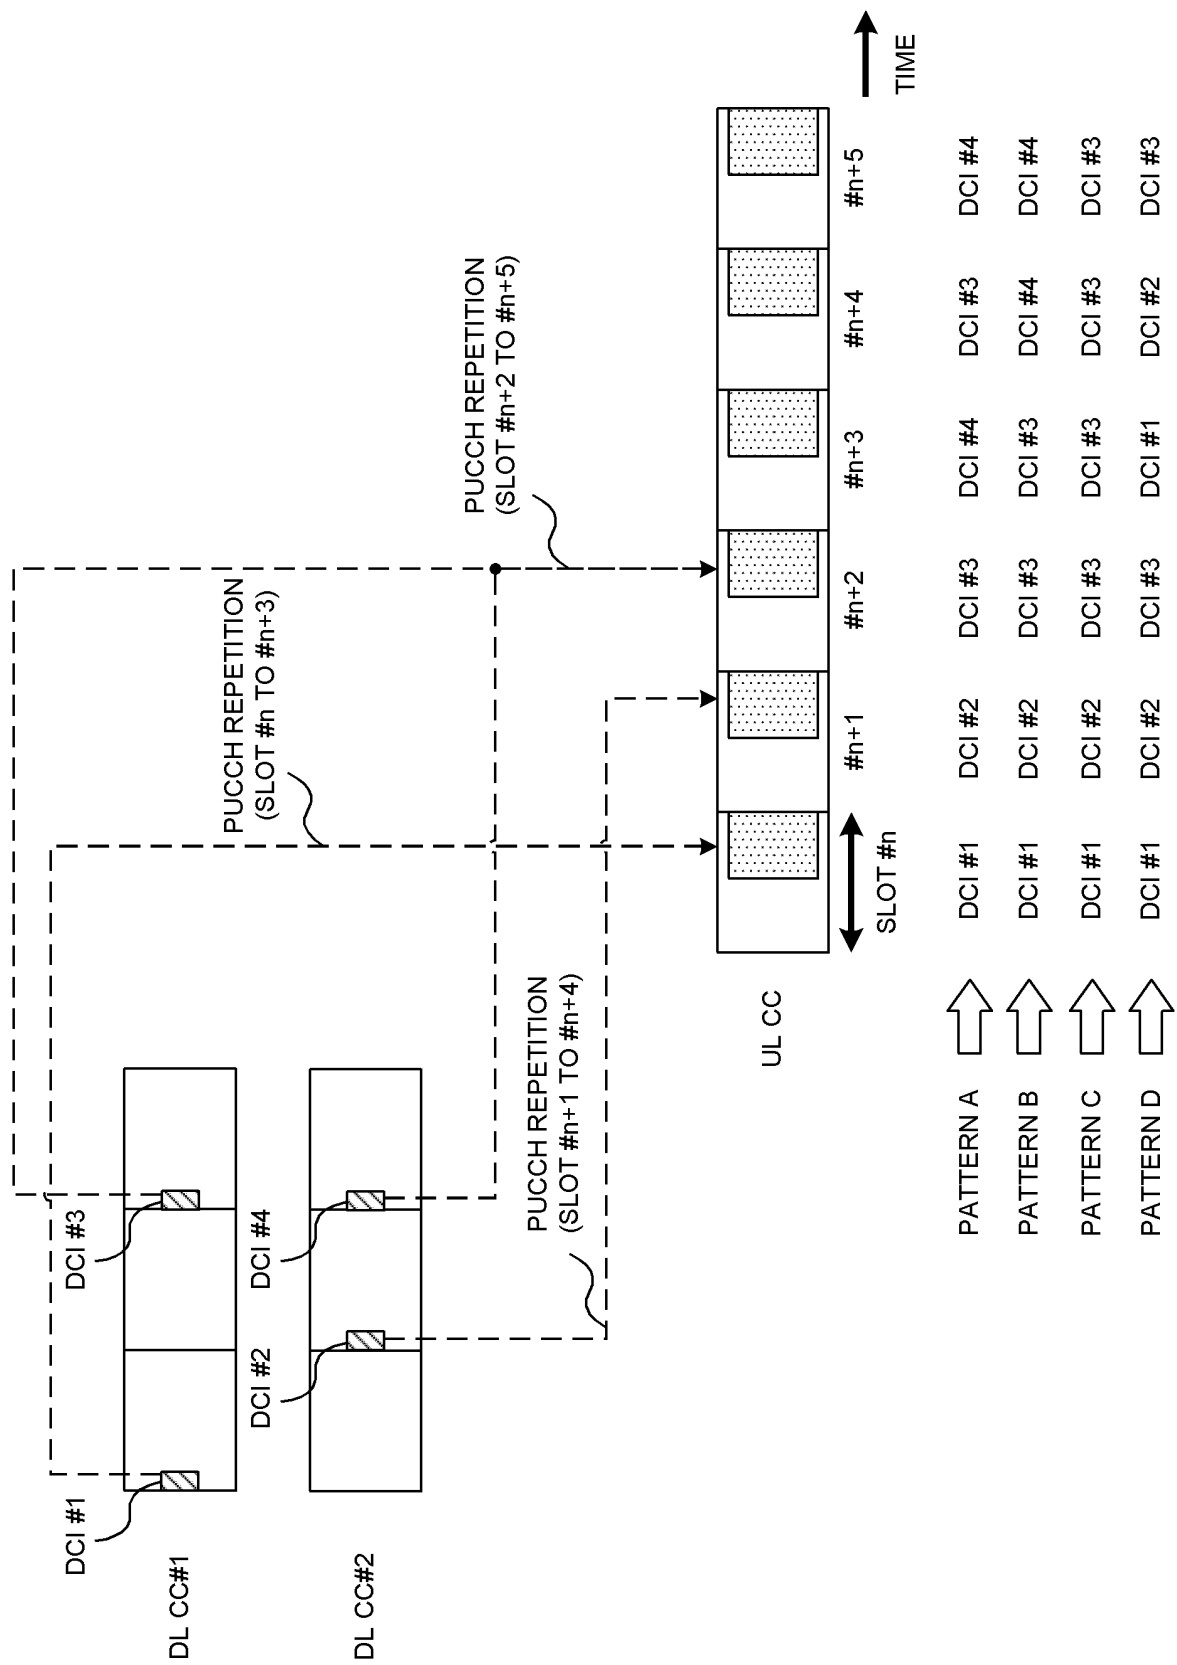 DL CC#1
DCI #1
DCI #3
DL CC#2
DCI #2
DCI #4
PUCCH REPETITION
(SLOT #n TO #n+3)
PUCCH REPETITION
(SLOT #n+1 TO #n+4)
PUCCH REPETITION
(SLOT #n+2 TO #n+5)
UL CC
SLOT #n
#n+1
#n+2
#n+3
#n+4
#n+5
TIME
PATTERN A DCI #1 DCI #2 DCI #3 DCI #4 DCI #3 DCI #4
PATTERN B DCI #1 DCI #2 DCI #3 DCI #3 DCI #4 DCI #4
PATTERN C DCI #1 DCI #2 DCI #3 DCI #3 DCI #3 DCI #3
PATTERN D DCI #1 DCI #2 DCI #3 DCI #1 DCI #2 DCI #3